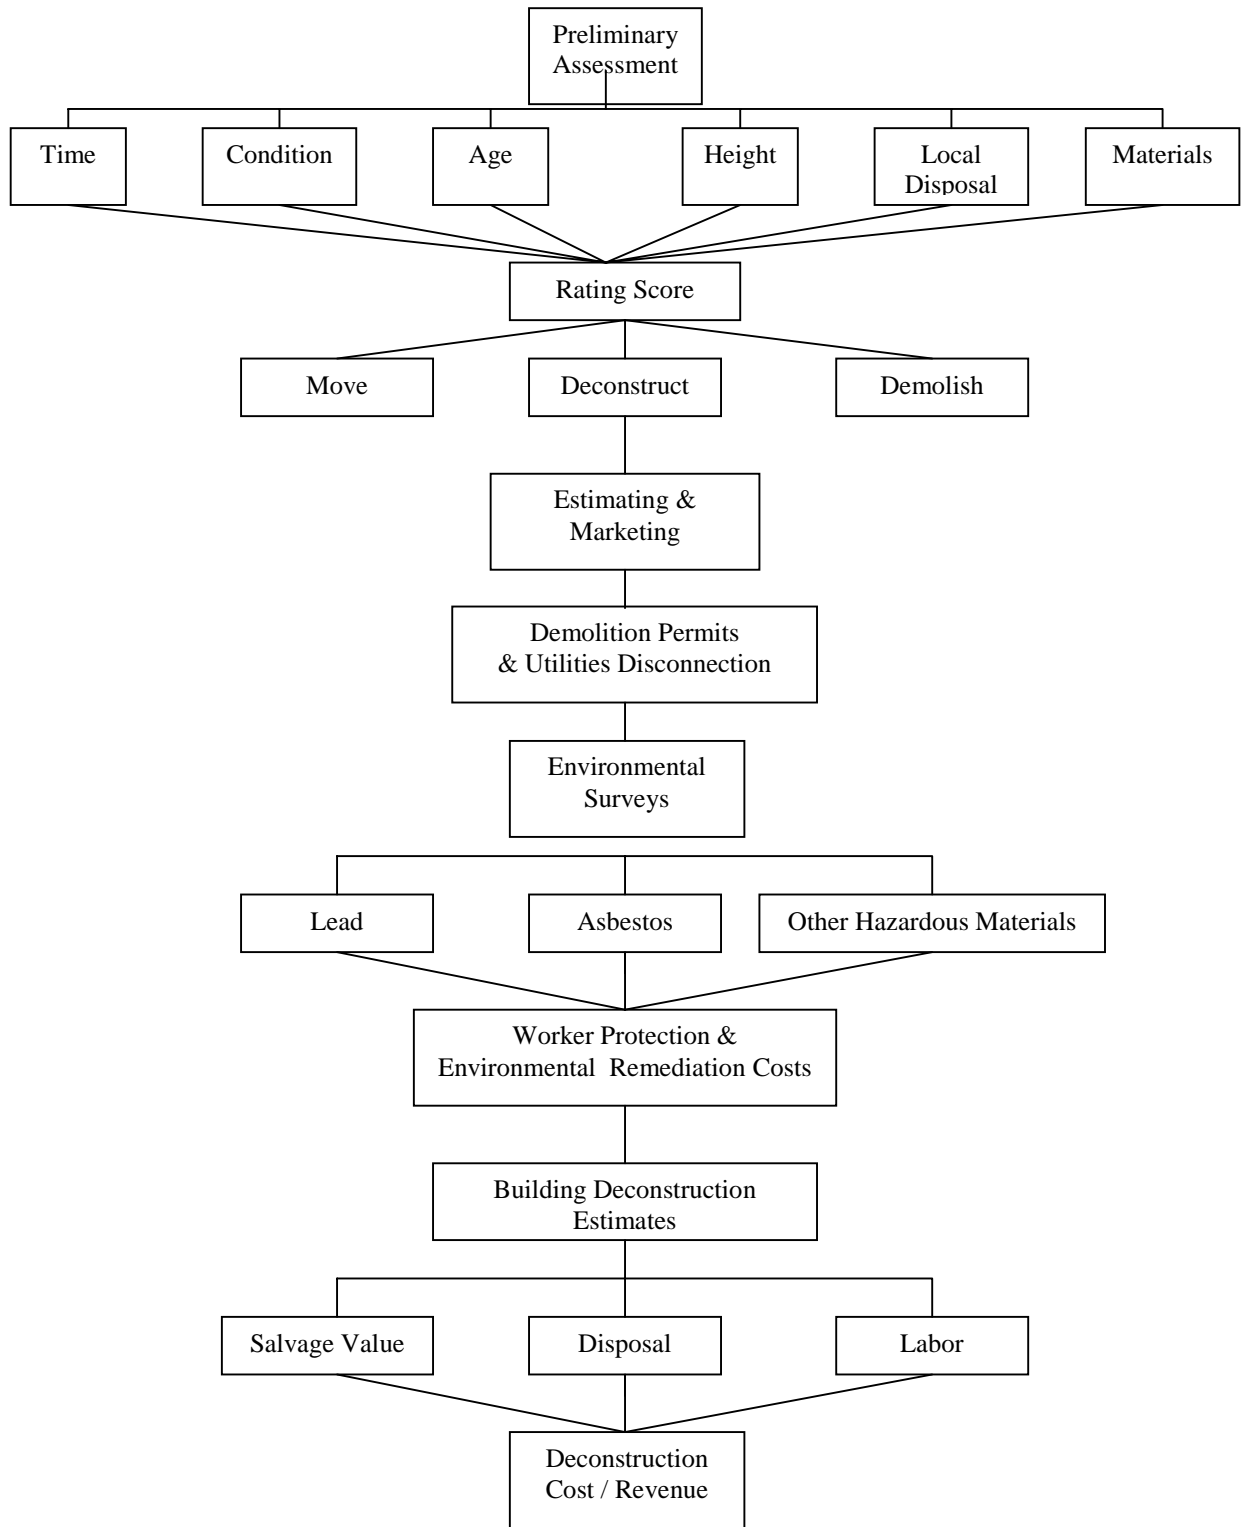 Preliminary
Assessment
Time
Condition
Age
Height
Local
Disposal
Materials
Rating Score
Move
Deconstruct
Demolish
Estimating &
Marketing
Demolition Permits
& Utilities Disconnection
Environmental
Surveys
Lead
Asbestos
Other Hazardous Materials
Worker Protection &
Environmental Remediation Costs
Building Deconstruction
Estimates
Salvage Value
Disposal
Labor
Deconstruction
Cost / Revenue